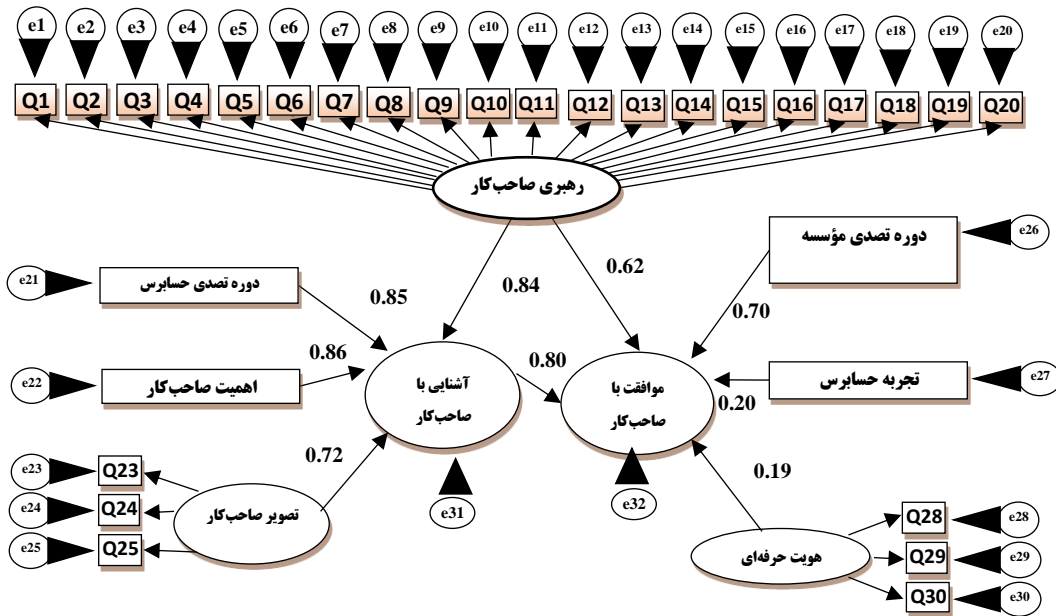 e1 e2 e3 e4 e5 e6 e7 e8 e9 e10 e11 e12 e13 e14 e15 e16 e17 e18 e19 e20
Q1 Q2 Q3 Q4 Q5 Q6 Q7 Q8 Q9 Q10 Q11 Q12 Q13 Q14 Q15 Q16 Q17 Q18 Q19 Q20
رهبری صاحب‌کار
دوره تصدی مؤسسه
e26
e21
دوره تصدی حسابرس
0.85
0.84
0.62
0.70
e22
اهمیت صاحب‌کار
0.86
آشنایی با
صاحب‌کار
0.80
موافقت با
صاحب‌کار
0.20
تجربه حسابرس
e27
e23
Q23
e24
Q24
e25
Q25
تصویر صاحب‌کار
0.72
e31
e32
0.19
هویت حرفه‌ای
Q28
e28
Q29
e29
Q30
e30